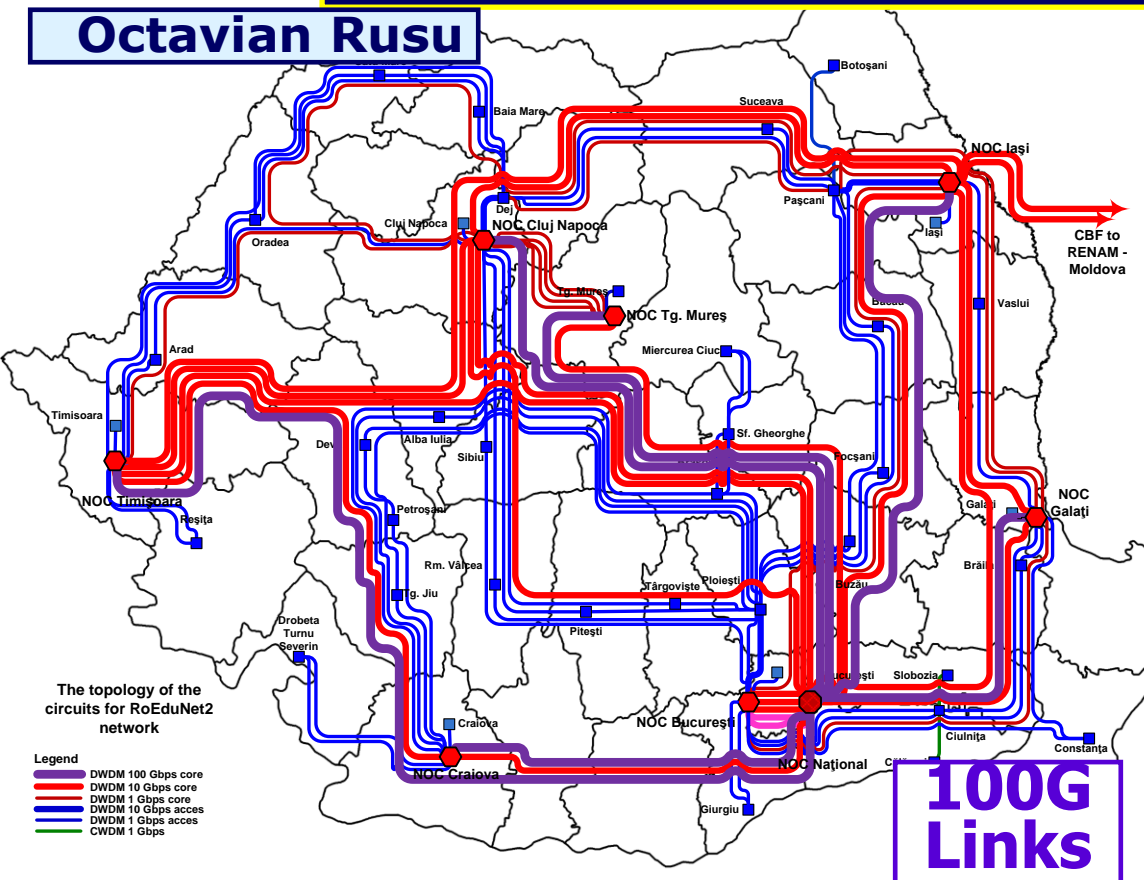 Octavian Rusu
Botoşani
Baia Mare
Suceava
NOC Iaşi
Paşcani
Dej
Cluj Napoca
NOC Cluj Napoca
Iaşi
Oradea
CBF to
RENAM -
Moldova
Tg. Mureş
Vaslui
Bacău
NOC Tg. Mureş
Arad
Miercurea Ciuc
Timisoara
Sf. Gheorghe
Alba Iulia
Dev
Sibiu
Focşani
NOC Timişoara
NOC
Galaţi
Galaţi
Reşiţa
Petroşani
Rm. Vâlcea
Brăila
Ploieşti
Târgovişte
Buzău
Tg. Jiu
Piteşti
Drobeta
Turnu
Severin
Slobozia
ucureşti
The topology of the
circuits for RoEduNet2
network
NOC Bucureşti
Craiova
Ciulniţa
Constanţa
NOC Naţional
NOC Craiova
Giurgiu
Legend
DWDM 100 Gbps core
DWDM 10 Gbps core
DWDM 1 Gbps core
DWDM 10 Gbps acces
DWDM 1 Gbps acces
CWDM 1 Gbps
100G
Links